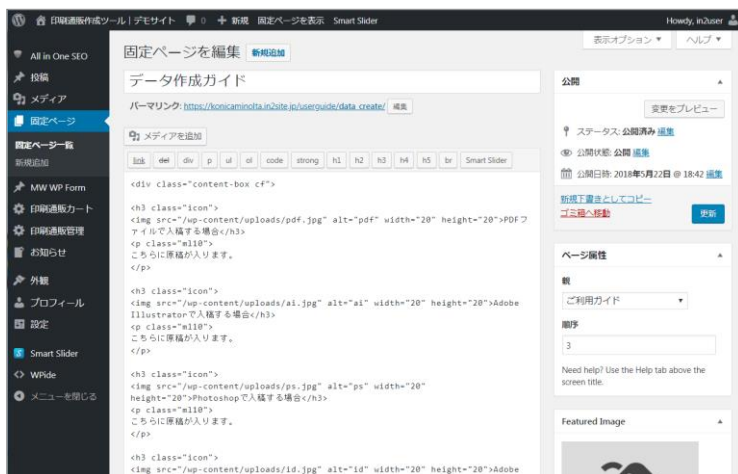 印刷通販作成ツール | デモサイト 0 + 新規 固定ページを表示 Smart Slider Howdy, in2user
All in One SEO
投稿
メディア
固定ページ
固定ページ一覧
新規追加
MW WP Form
印刷通販カート
印刷通販管理
お知らせ
外観
プロフィール
設定
Smart Slider
WPide
メニューを閉じる
表示オプション ▼ ヘルプ ▼
固定ページを編集 新規追加
データ作成ガイド
パーマリンク: https://konicaminolta.in2site.jp/userguide/data_create/ 編集
メディアを追加
link del div p ul ol code strong h1 h2 h3 h4 h5 br Smart Slider
<div class="content-box cf">
<h3 class="icon">
<img src="/wp-content/uploads/pdf.jpg" alt="pdf" width="20" height="20">PDFフ
ァイルで入稿する場合</h3>
<p class="ml10">
こちらに原稿が入ります。
</p>
<h3 class="icon">
<img src="/wp-content/uploads/ai.jpg" alt="ai" width="20" height="20">Adobe
Illustratorで入稿する場合</h3>
<p class="ml10">
こちらに原稿が入ります。
</p>
<h3 class="icon">
<img src="/wp-content/uploads/ps.jpg" alt="ps" width="20"
height="20">Photoshopで入稿する場合</h3>
<p class="ml10">
こちらに原稿が入ります。
</p>
<h3 class="icon">
<img src="/wp-content/uploads/id.jpg" alt="id" width="20" height="20">Adobe
公開
変更をプレビュー
ステータス: 公開済み 編集
公開状態: 公開 編集
公開日時: 2018年5月22日 @ 18:42 編集
新規下書きとしてコピー
ゴミ箱へ移動 更新
ページ属性
親
ご利用ガイド
順序
3
Need help? Use the Help tab above the
screen title.
Featured Image